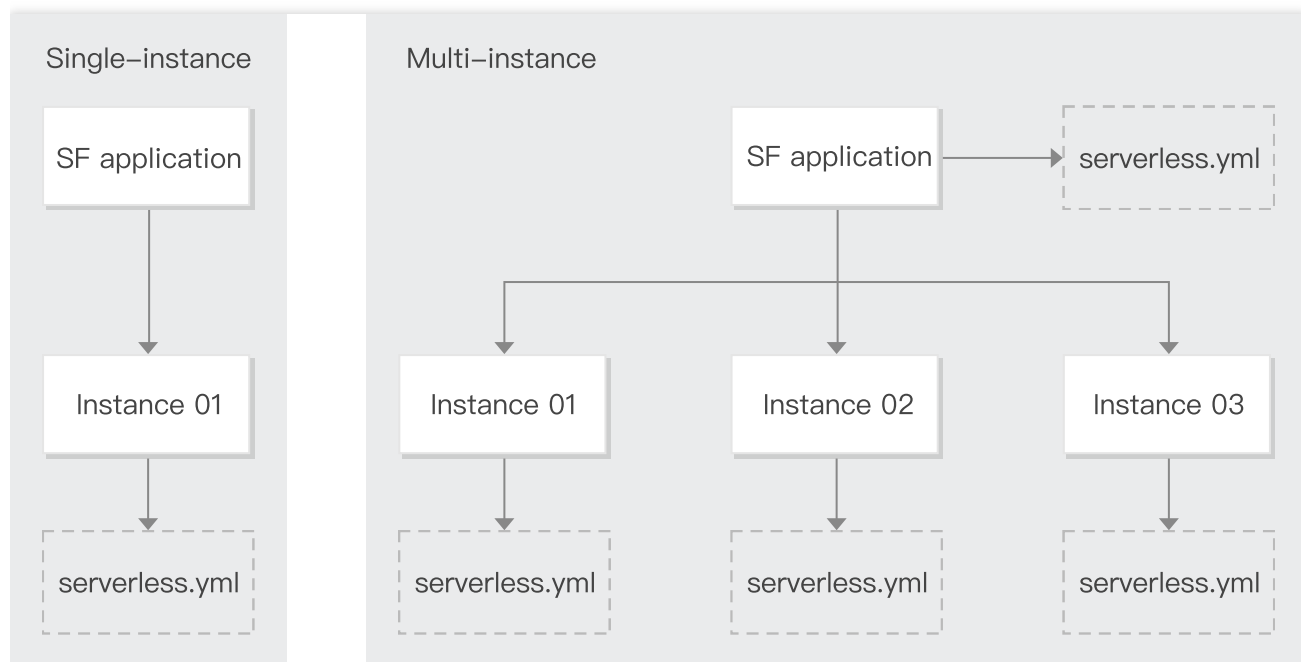 Single–instance
SF application
Instance 01
serverless.yml
Multi–instance
SF application
serverless.yml
Instance 01
Instance 02
Instance 03
serverless.yml
serverless.yml
serverless.yml